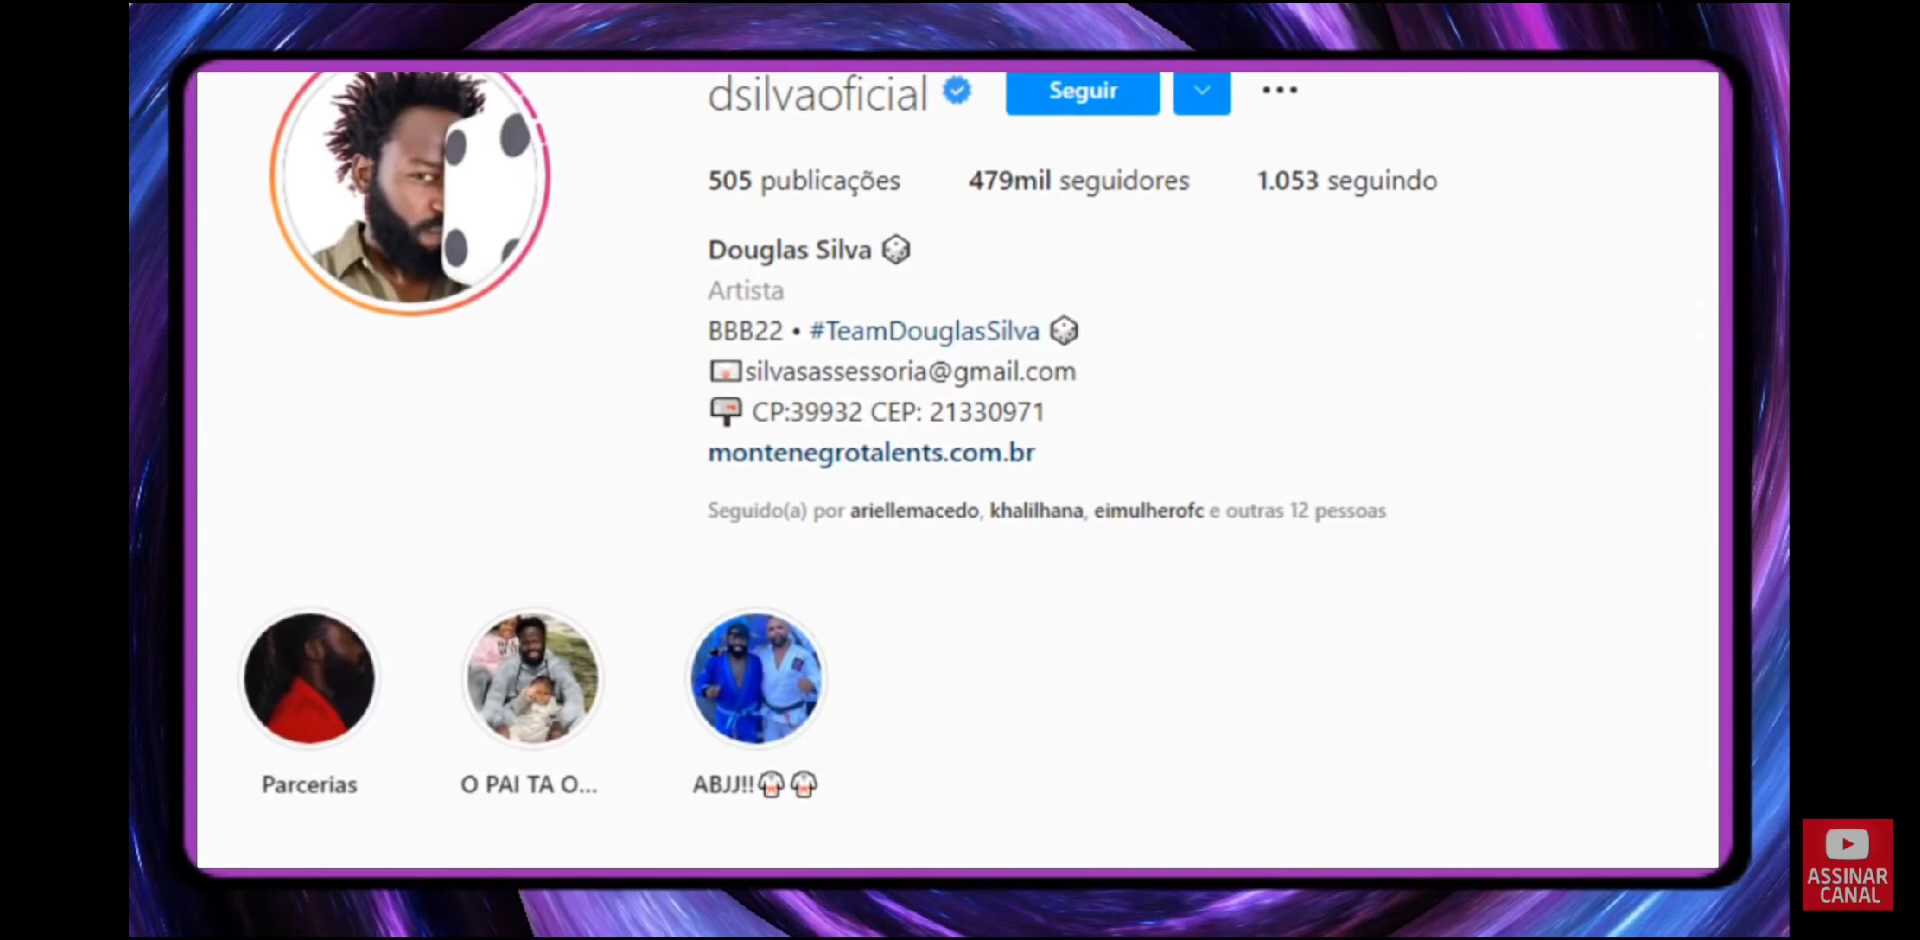 dsilvaoficial Seguir
505 publicações 479mil seguidores 1.053 seguindo
Douglas Silva
Artista
BBB22 • #TeamDouglasSilva
silvasassessoria@gmail.com
CP:39932 CEP: 21330971
montenegrotalents.com.br
Seguido(a) por ariellemacedo, khalilhana, eimulherofc e outras 12 pessoas
Parcerias O PAI TA O... ABJJ!!
ASSINAR
CANAL